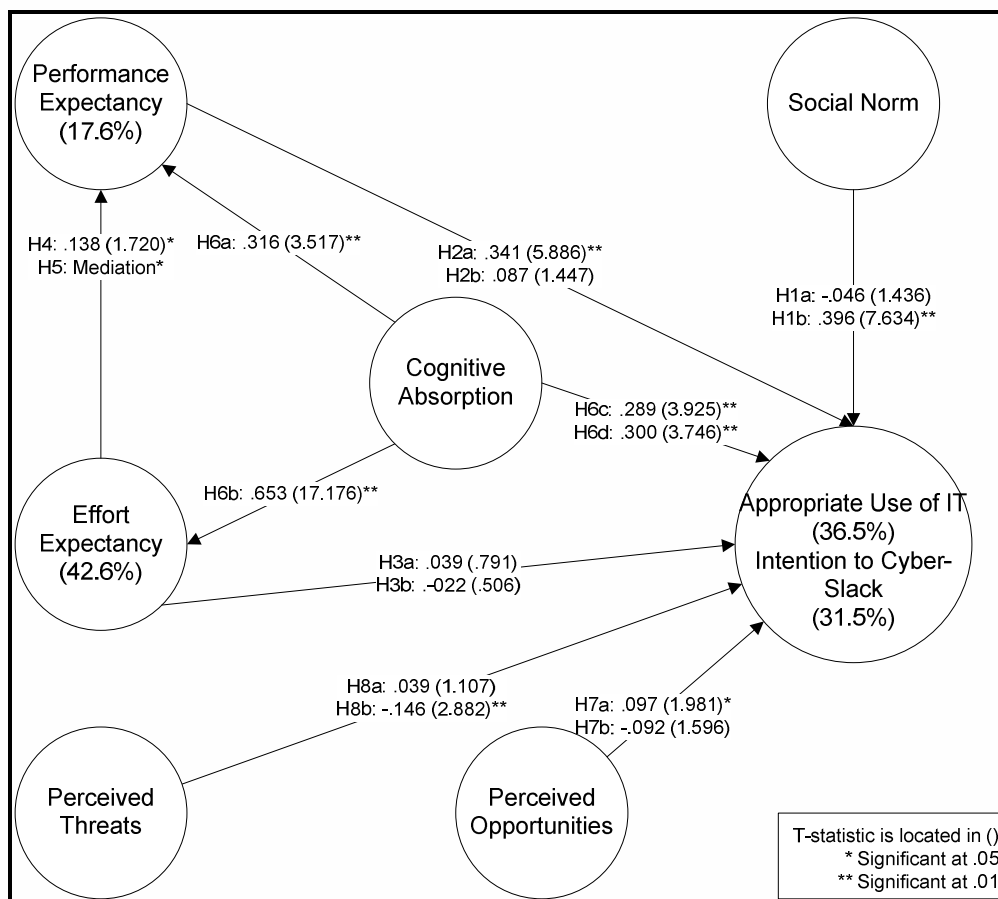 Performance
Expectancy
(17.6%)
Social Norm
H4: .138 (1.720)*
H5: Mediation*
H6a: .316 (3.517)**
H2a: .341 (5.886)**
H2b: .087 (1.447)
H1a: -.046 (1.436)
H1b: .396 (7.634)**
Cognitive
Absorption
H6c: .289 (3.925)**
H6d: .300 (3.746)**
H6b: .653 (17.176)**
Effort
Expectancy
(42.6%)
Appropriate Use of IT
(36.5%)
Intention to Cyber-
Slack
(31.5%)
H3a: .039 (.791)
H3b: .-022 (.506)
H8a: .039 (1.107)
H8b: -.146 (2.882)**
H7a: .097 (1.981)*
H7b: -.092 (1.596)
Perceived
Threats
Perceived
Opportunities
T-statistic is located in ()
* Significant at .05
** Significant at .01